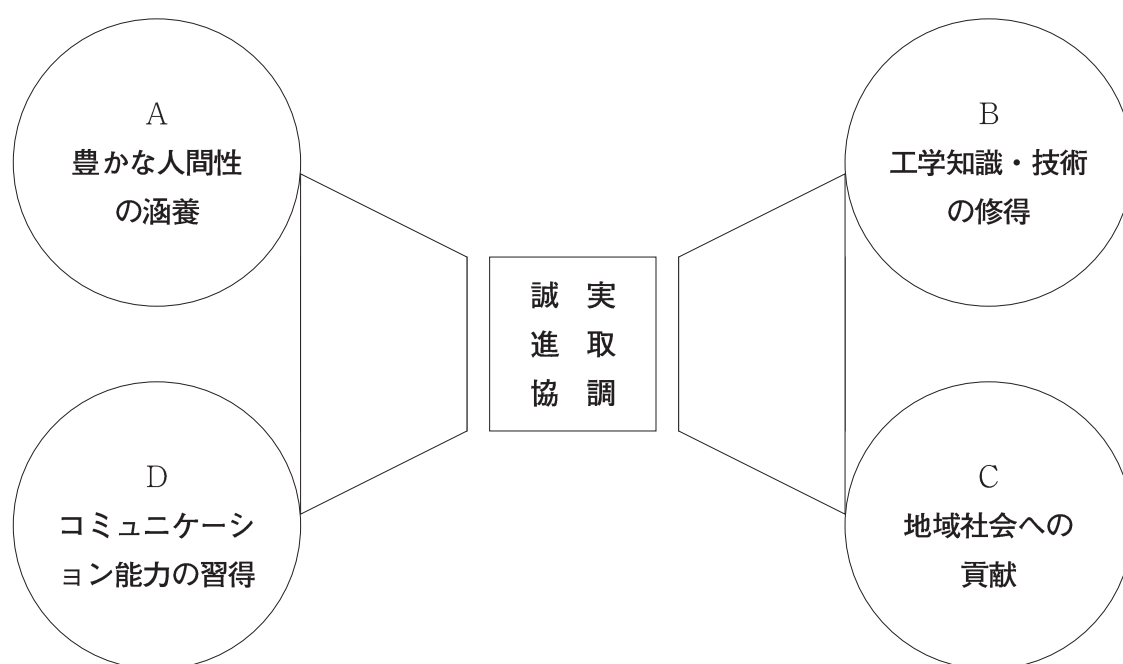 A
豊かな人間性
の涵養
B
工学知識・技術
の修得
誠　実
進　取
協　調
D
コミュニケーシ
ョン能力の習得
C
地域社会への
貢献